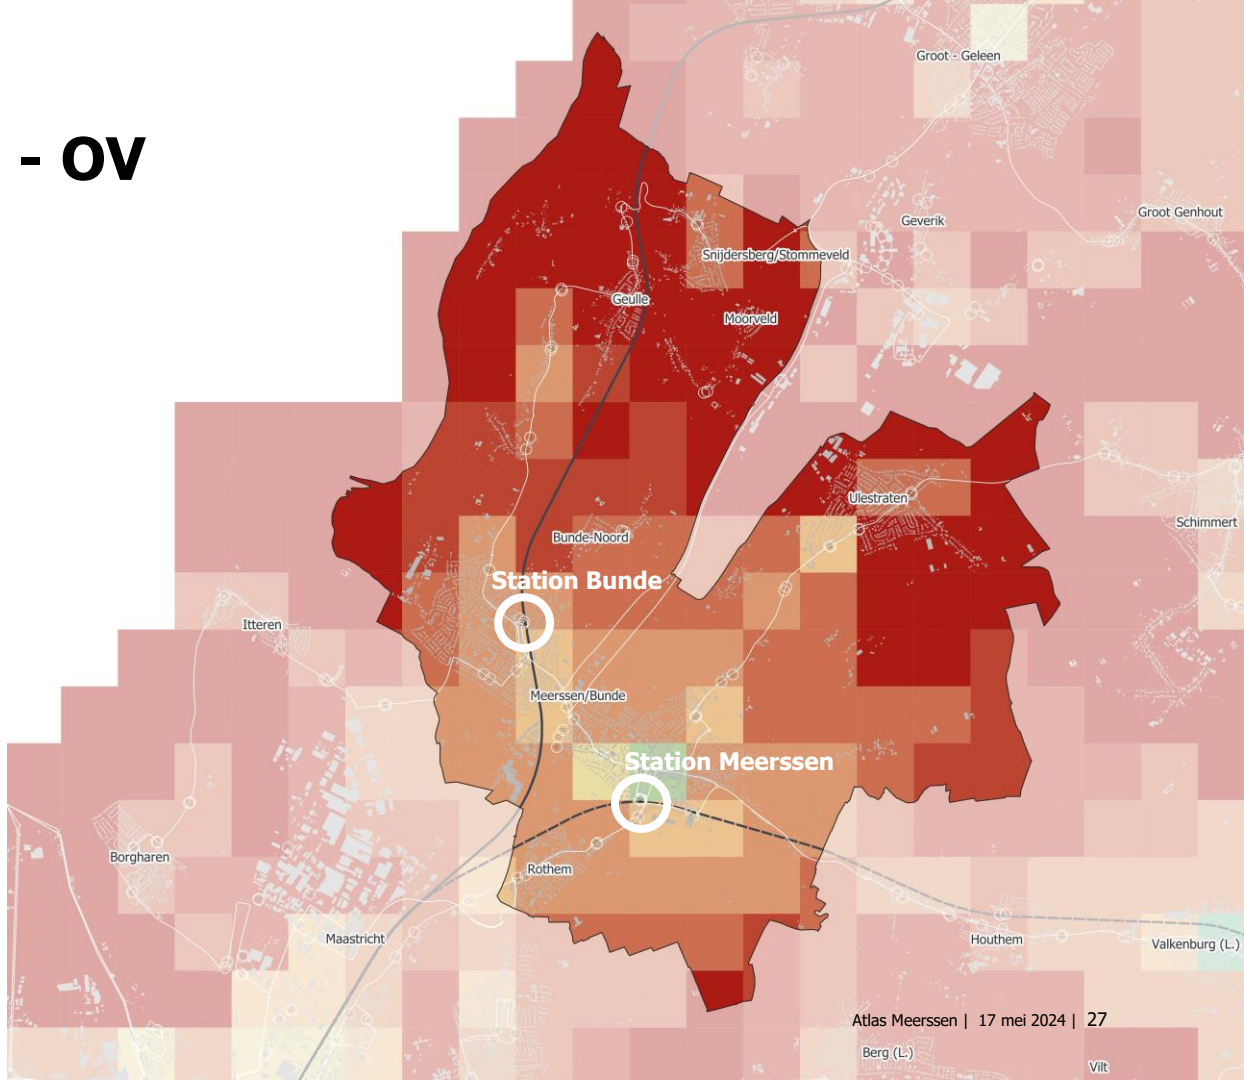 Groot - Geleen
- OV
Geverik
Groot Genhout
Snijdersberg/Stommeveld
Geulle
Moorveld
Ulestraten
Schimmert
Bunde-Noord
Station Bunde
Itteren
Meerssen/Bunde
Station Meerssen
Borgharen
Rothem
Maastricht
Houthem
Valkenburg (L.)
Atlas Meerssen | 17 mei 2024 | 27
Berg (L.)
Vilt